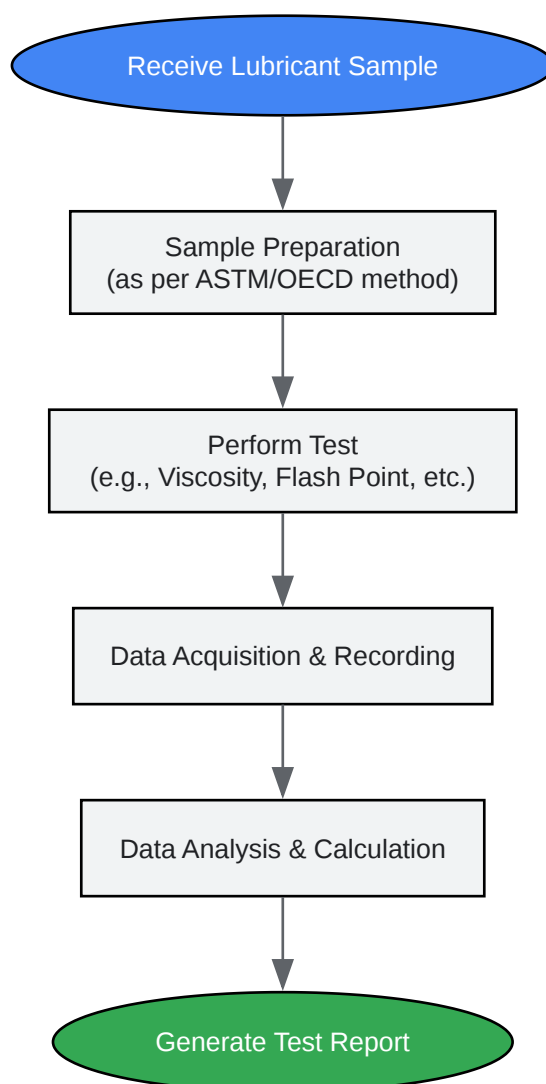 Receive Lubricant Sample
Sample Preparation
(as per ASTM/OECD method)
Perform Test
(e.g., Viscosity, Flash Point, etc.)
Data Acquisition & Recording
Data Analysis & Calculation
Generate Test Report